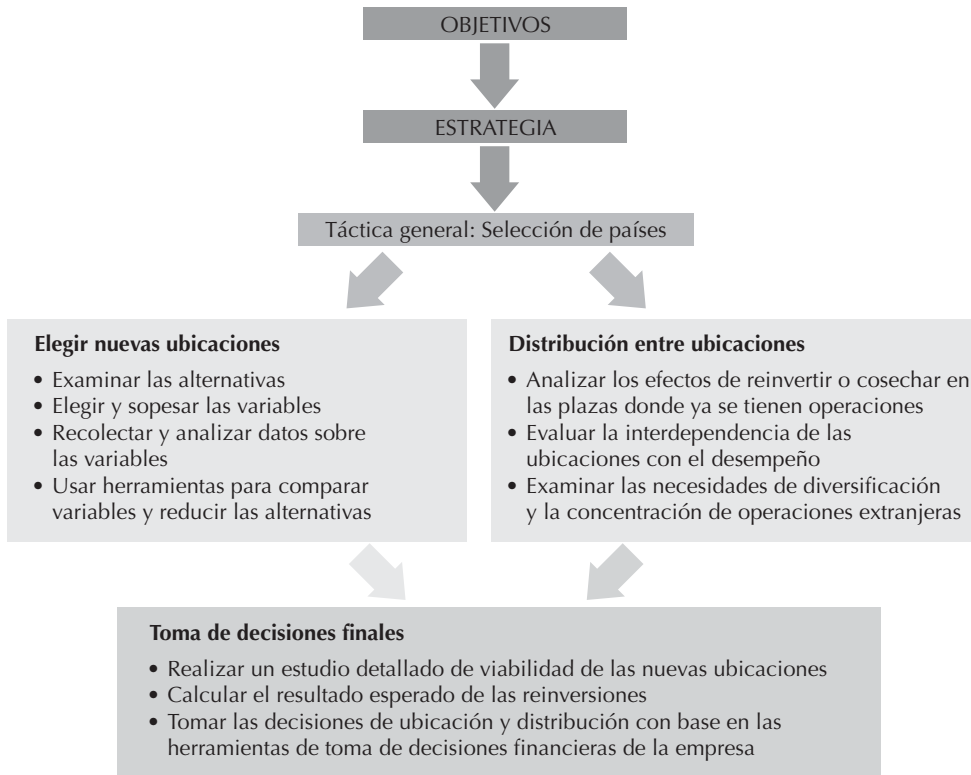 OBJETIVOS
ESTRATEGIA
Táctica general: Selección de países
Elegir nuevas ubicaciones
• Examinar las alternativas
• Elegir y sopesar las variables
• Recolectar y analizar datos sobre
las variables
• Usar herramientas para comparar
variables y reducir las alternativas
Distribución entre ubicaciones
• Analizar los efectos de reinvertir o cosechar en
las plazas donde ya se tienen operaciones
• Evaluar la interdependencia de las
ubicaciones con el desempeño
• Examinar las necesidades de diversificación
y la concentración de operaciones extranjeras
Toma de decisiones finales
• Realizar un estudio detallado de viabilidad de las nuevas ubicaciones
• Calcular el resultado esperado de las reinversiones
• Tomar las decisiones de ubicación y distribución con base en las
herramientas de toma de decisiones financieras de la empresa